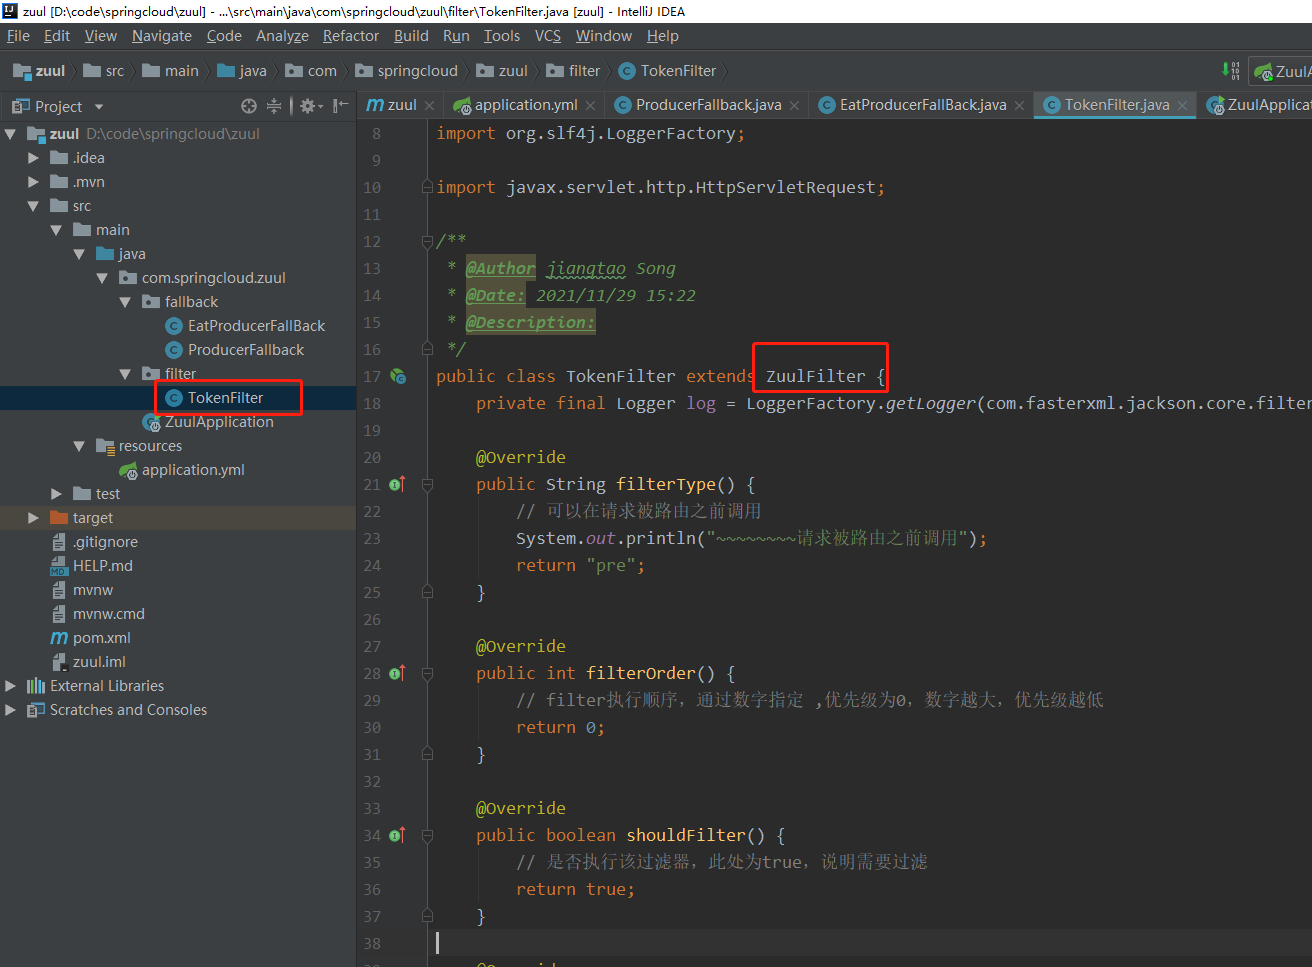 zuul [D:\code\springcloud\zuul] - ...\src\main\java\com\springcloud\zuul\filter\TokenFilter.java [zuul] - IntelliJ IDEA
File Edit View Navigate Code Analyze Refactor Build Run Tools VCS Window Help
zuul src main java com springcloud zuul filter TokenFilter
Project
zuul application.yml ProducerFallback.java EatProducerFallBack.java TokenFilter.java
zuul D:\code\springcloud\zuul
.idea
.mvn
src
main
java
com.springcloud.zuul
fallback
EatProducerFallBack
ProducerFallback
filter
TokenFilter
ZuulApplication
resources
application.yml
test
target
.gitignore
HELP.md
mvnw
mvnw.cmd
pom.xml
zuul.iml
External Libraries
Scratches and Consoles
8 import org.slf4j.LoggerFactory;
9
10 import javax.servlet.http.HttpServletRequest;
11
12 /**
13 * @Author jiangtao Song
14 * @Date: 2021/11/29 15:22
15 * @Description:
16 */
17 public class TokenFilter extends ZuulFilter {
18 private final Logger log = LoggerFactory.getLogger(com.fasterxml.jackson.core.filter
19
20 @Override
21 public String filterType() {
22 // 可以在请求被路由之前调用
23 System.out.println("~~~~~~~~请求被路由之前调用");
24 return "pre";
25 }
26
27 @Override
28 public int filterOrder() {
29 // filter执行顺序，通过数字指定 ,优先级为0，数字越大，优先级越低
30 return 0;
31 }
32
33 @Override
34 public boolean shouldFilter() {
35 // 是否执行该过滤器，此处为true，说明需要过滤
36 return true;
37 }
38